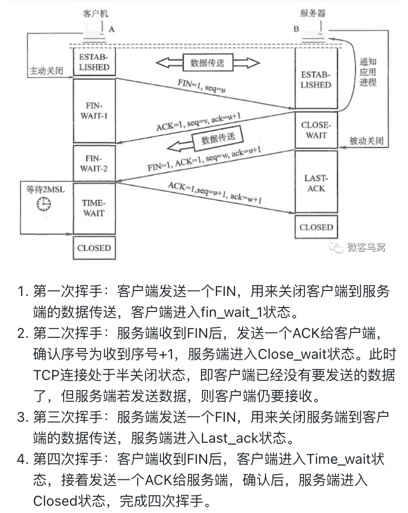 客户机
服务器
A
B
ESTAB-
LISHED
数据传送
通知
应用
进程
主动关闭
FIN=1, seq=u
ESTAB-
LISHED
FIN-
WAIT-1
ACK=1, seq=v, ack=u+1
CLOSE-
WAIT
数据传送
被动关闭
FIN-
WAIT-2
FIN=1, ACK=1, seq=w, ack=u+1
等待2MSL
LAST-
ACK
ACK=1,seq=u+1, ack=w+1
TIME-
WAIT
CLOSED
CLOSED
微客鸟窝
1. 第一次挥手：客户端发送一个FIN，用来关闭客户端到服务
端的数据传送，客户端进入fin_wait_1状态。
2. 第二次挥手：服务端收到FIN后，发送一个ACK给客户端，
确认序号为收到序号+1，服务端进入Close_wait状态。此时
TCP连接处于半关闭状态，即客户端已经没有要发送的数据
了，但服务端若发送数据，则客户端仍要接收。
3. 第三次挥手：服务端发送一个FIN，用来关闭服务端到客户
端的数据传送，服务端进入Last_ack状态。
4. 第四次挥手：客户端收到FIN后，客户端进入Time_wait状
态，接着发送一个ACK给服务端，确认后，服务端进入
Closed状态，完成四次挥手。